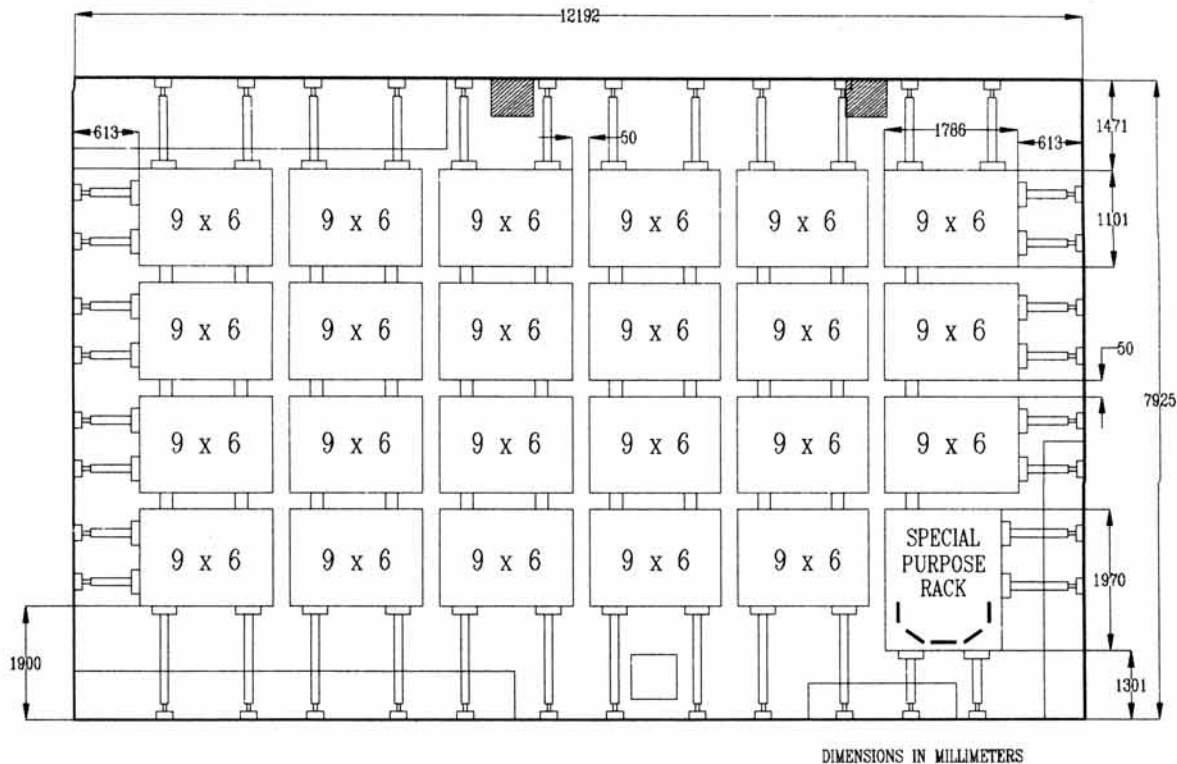 12192
613
50
1786
613
1471
9 x 6
9 x 6
9 x 6
9 x 6
9 x 6
9 x 6
1101
9 x 6
9 x 6
9 x 6
9 x 6
9 x 6
9 x 6
50
7925
9 x 6
9 x 6
9 x 6
9 x 6
9 x 6
9 x 6
9 x 6
9 x 6
9 x 6
9 x 6
9 x 6
SPECIAL
PURPOSE
RACK
1970
1900
1301
DIMENSIONS IN MILLIMETERS